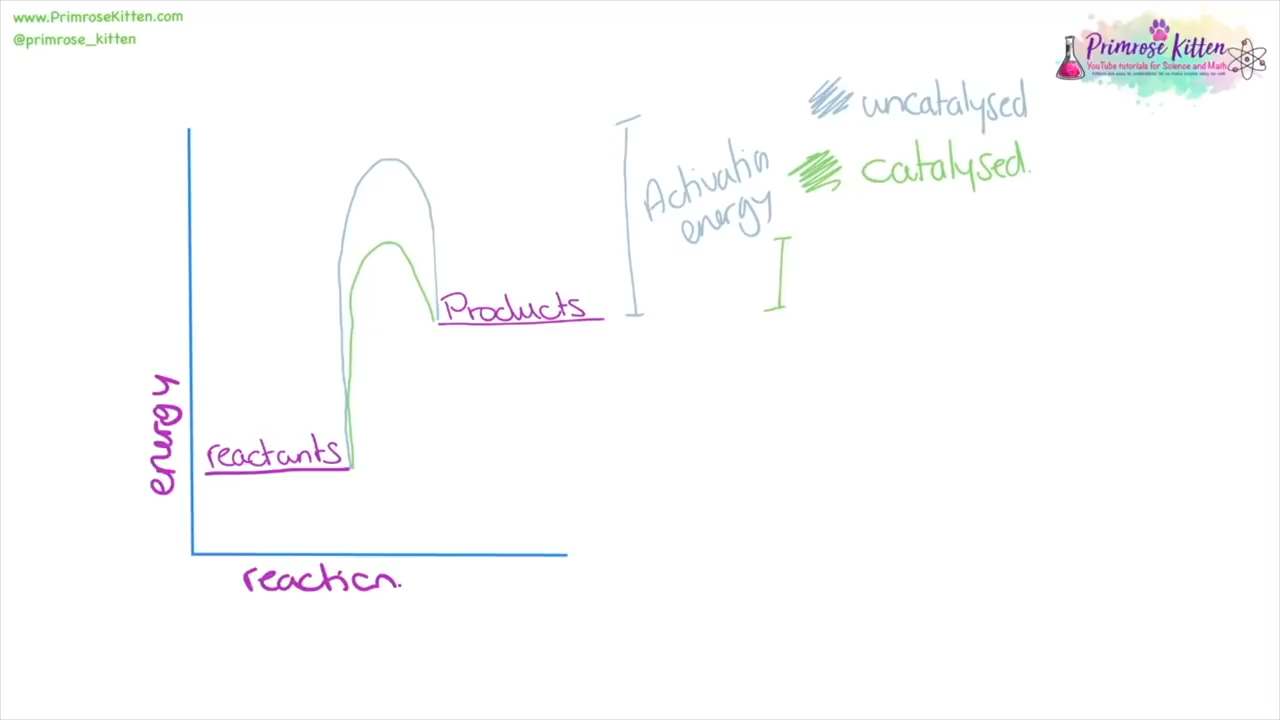 www.PrimroseKitten.com
@primrose_kitten
Primrose Kitten
YouTube tutorials for Science and Math
uncatalysed
catalysed.
Activation
energy
Products
reactants
energy
reaction.